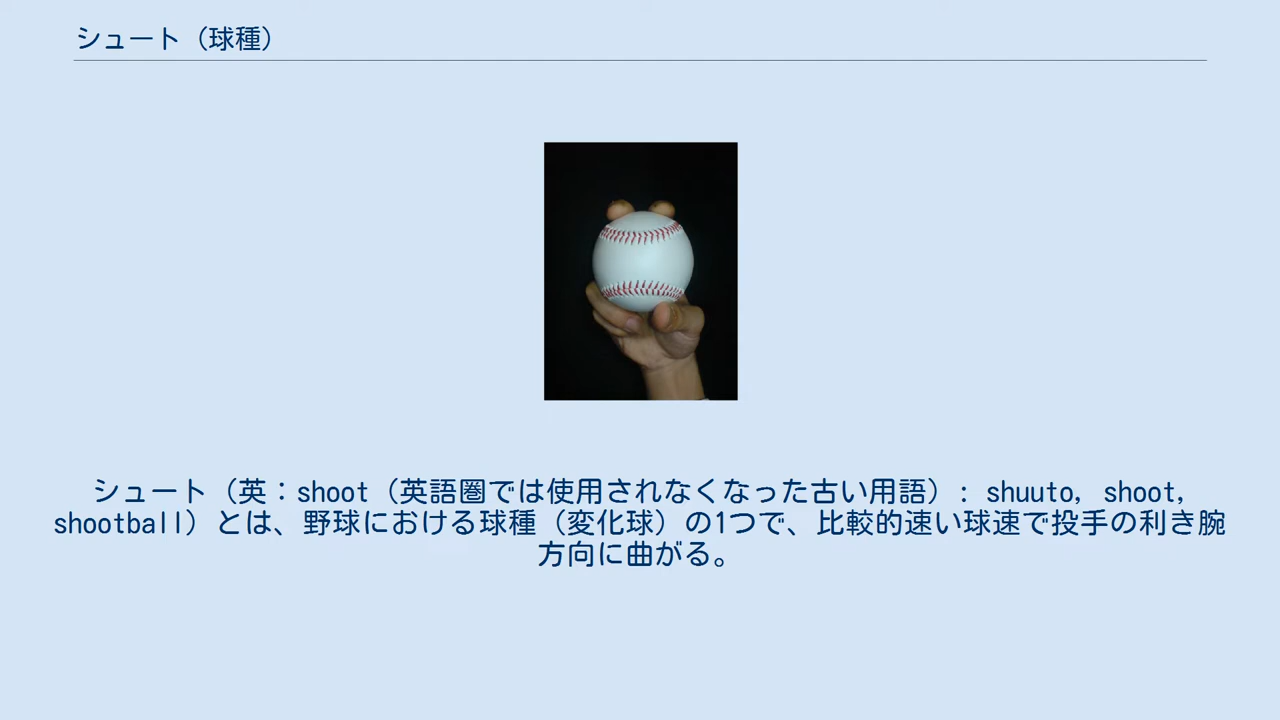 シュート（球種）
シュート（英：shoot（英語圏では使用されなくなった古い用語）: shuuto, shoot,
shootball）とは、野球における球種（変化球）の1つで、比較的速い球速で投手の利き腕
方向に曲がる。